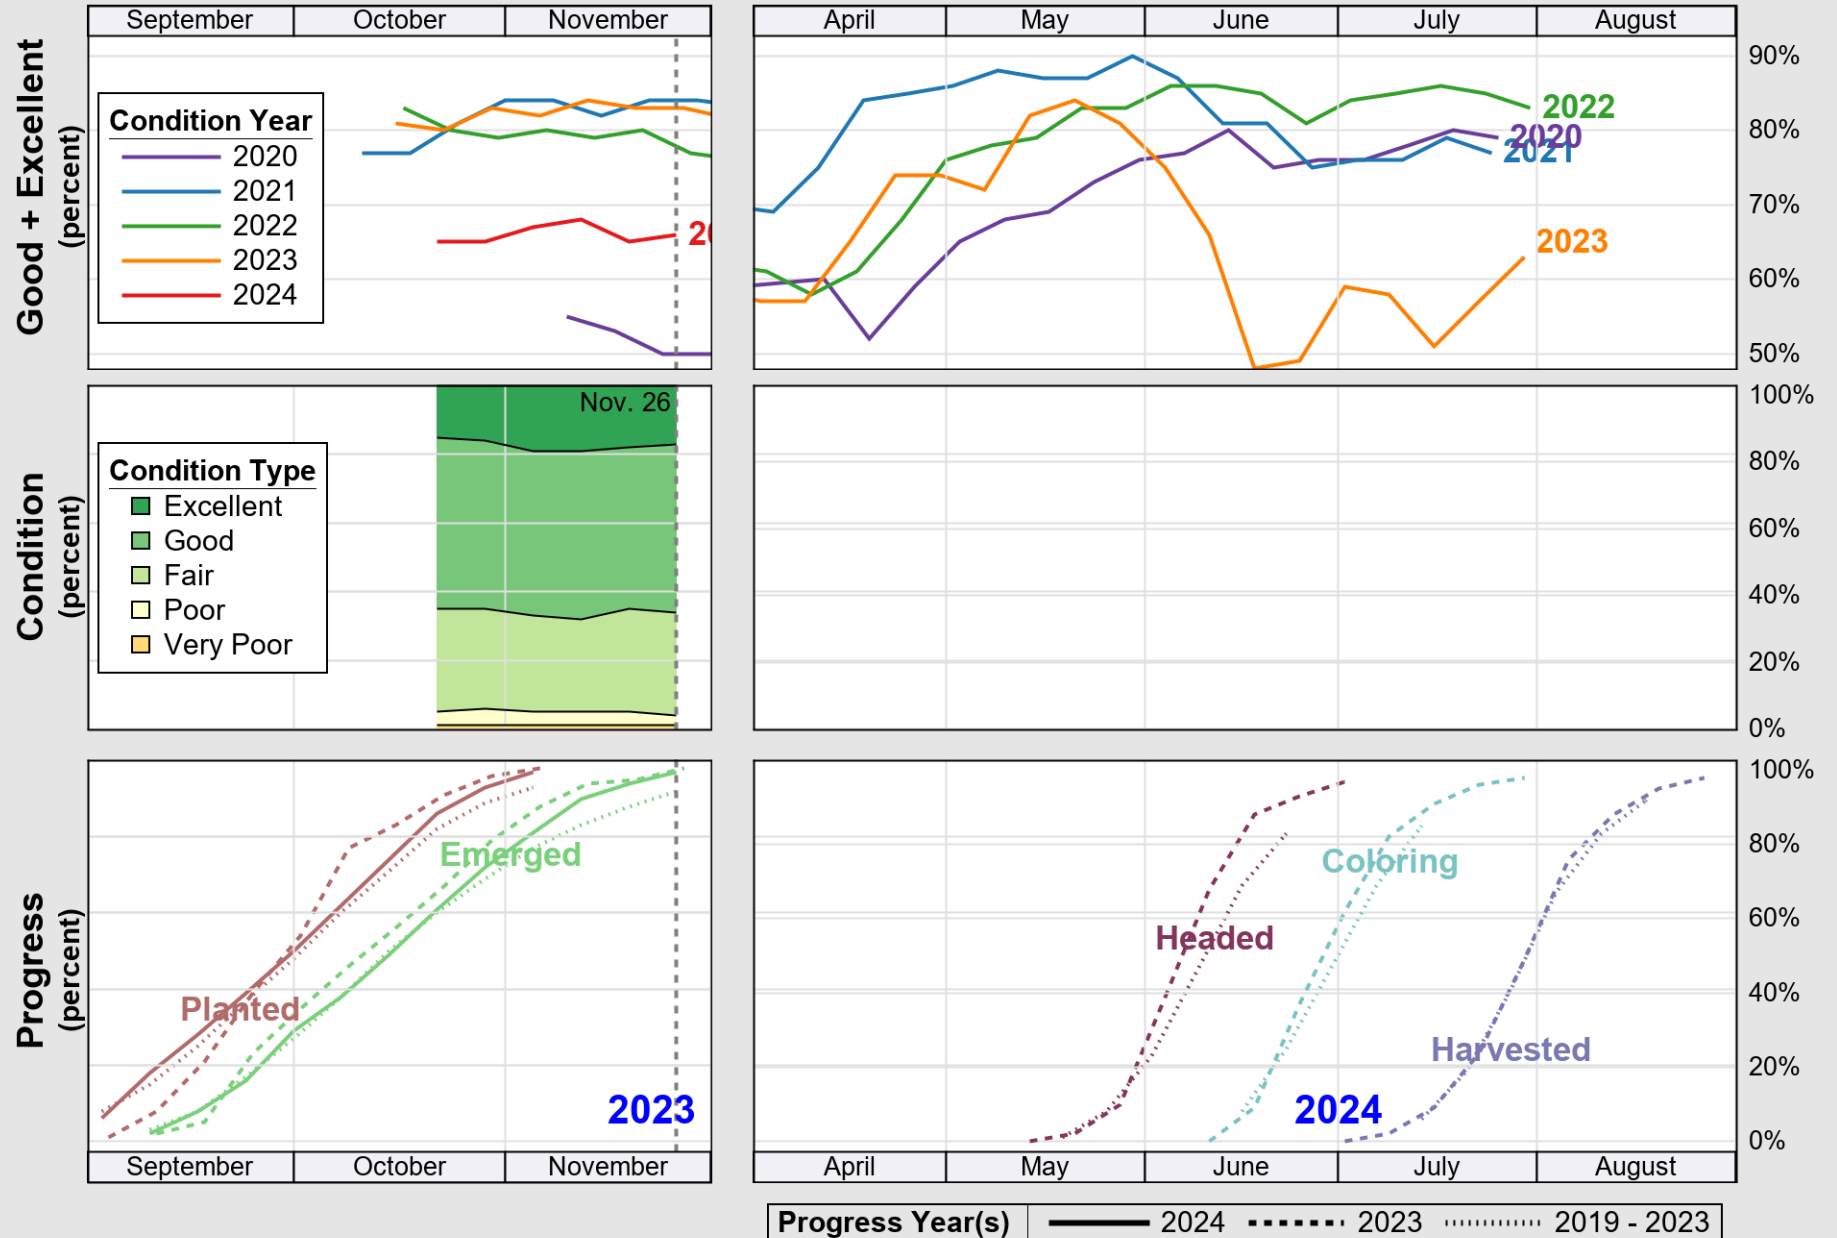 September October November April May June July August
Good + Excellent
(percent)
Condition Year
2020
2021
2022
2023
2024
20
2022
2020
2021
2023
90%
80%
70%
60%
50%
Condition
(percent)
Nov. 26
Condition Type
Excellent
Good
Fair
Poor
Very Poor
100%
80%
60%
40%
20%
0%
Progress
(percent)
Planted
Emerged
2023
Headed
Coloring
Harvested
2024
100%
80%
60%
40%
20%
0%
September October November April May June July August
Progress Year(s) 2024 2023 2019 - 2023